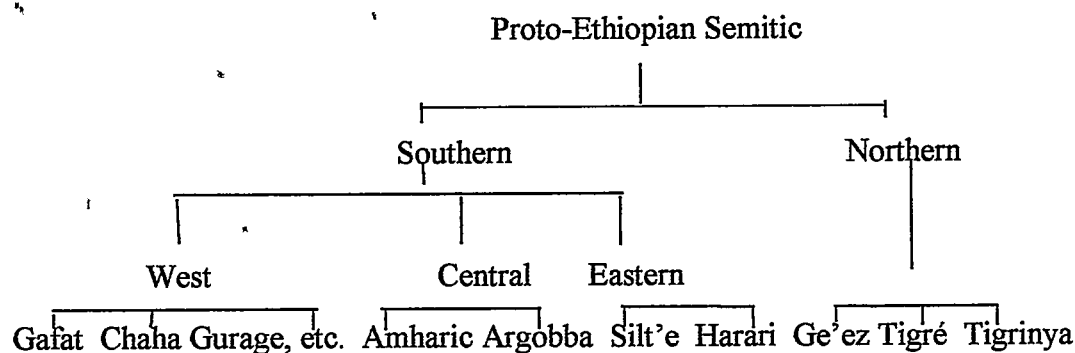 Proto-Ethiopian Semitic
Southern Northern
West Central Eastern
Gafat Chaha Gurage, etc. Amharic Argobba Silt'e Harari Ge'ez Tigré Tigrinya